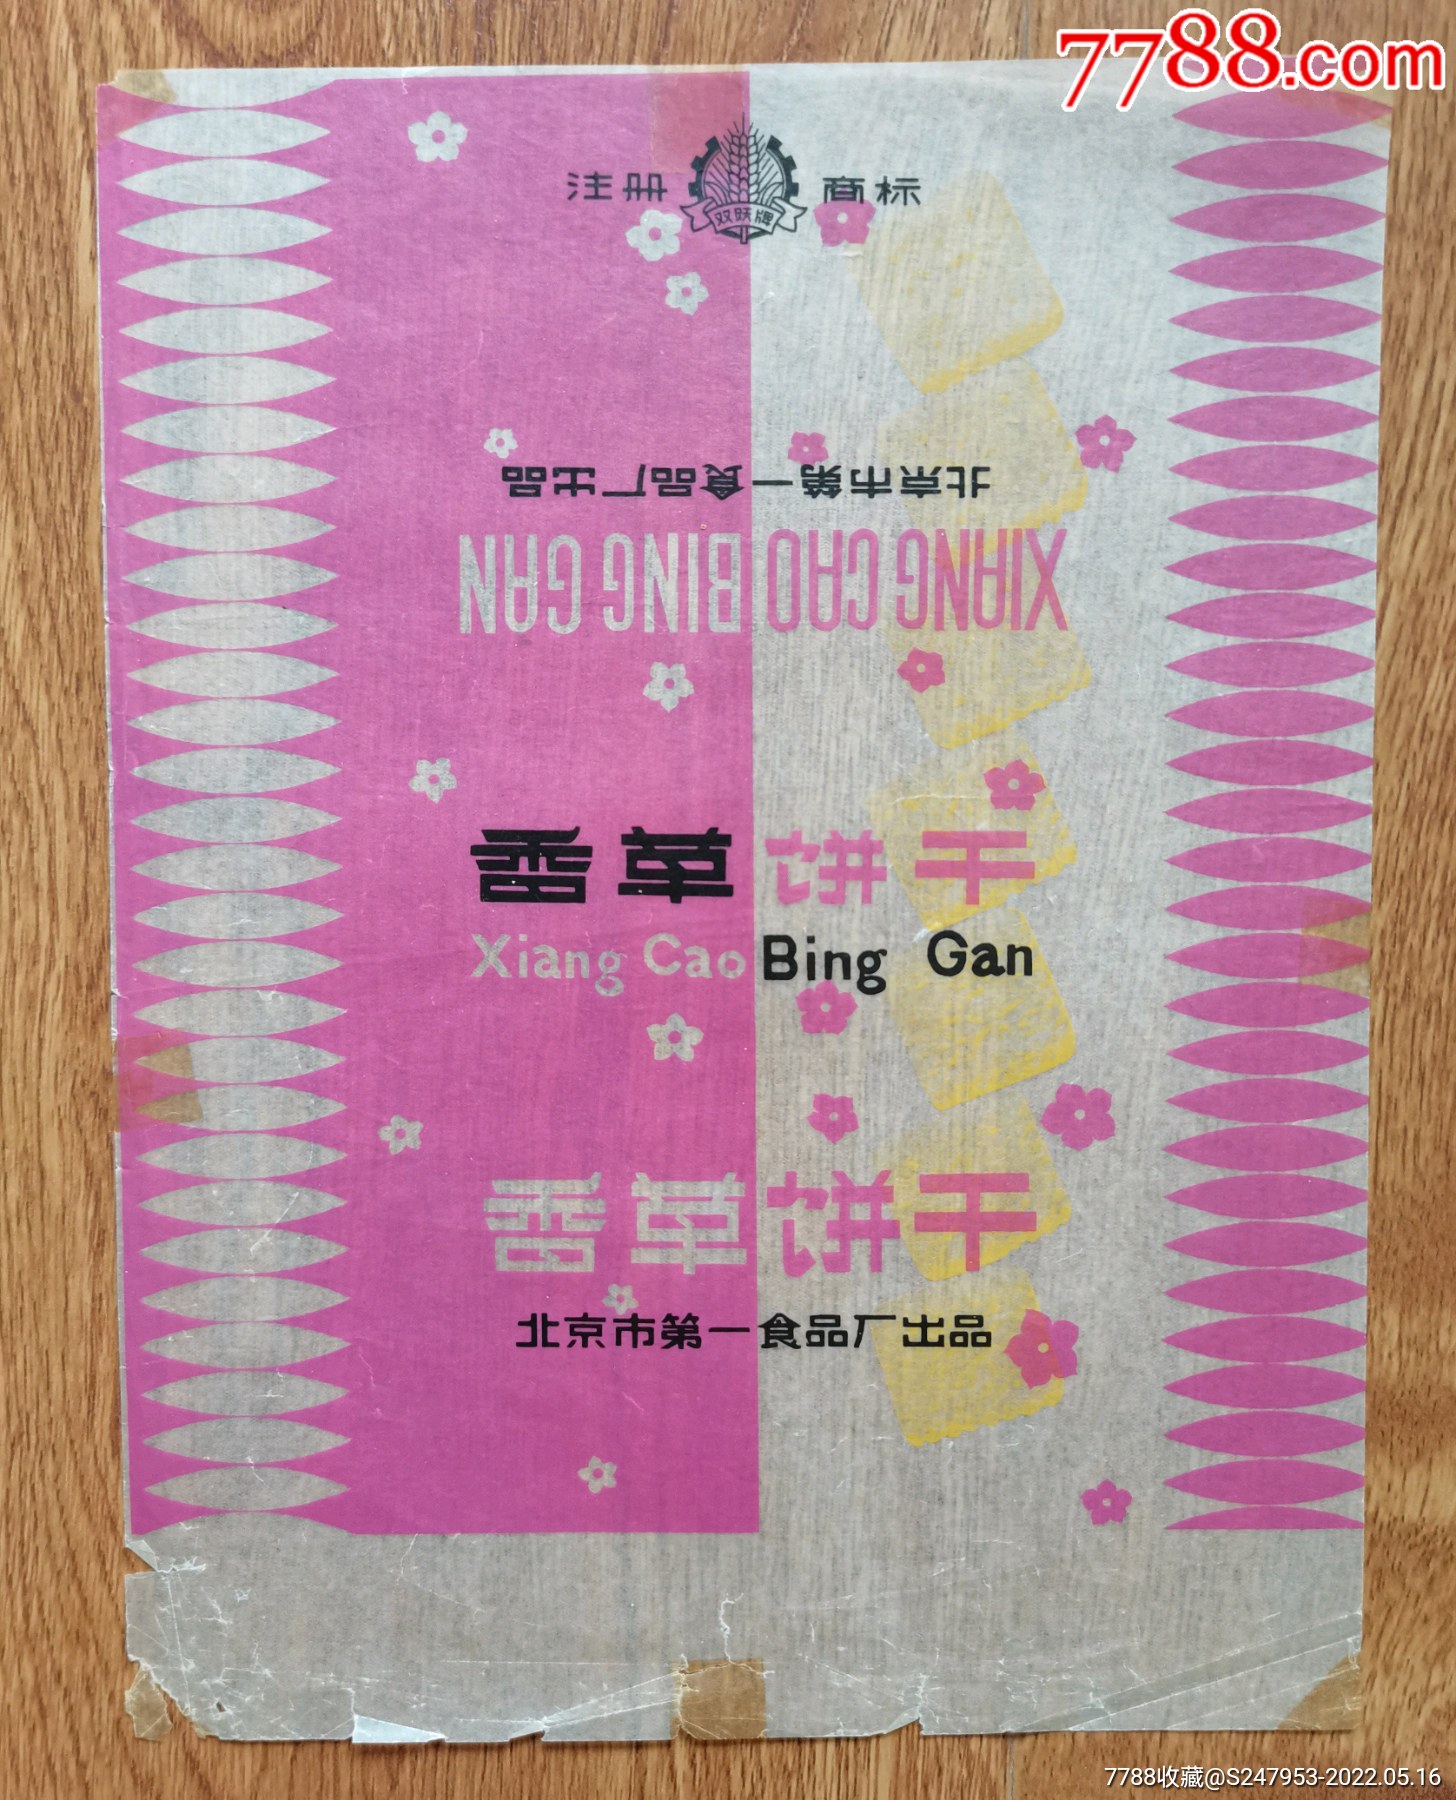 7788.com
注册 商标
双跃牌
北京市第一食品厂出品
XIANG CAO BING GAN
香草饼干
Xiang Cao Bing Gan
香草饼干
北京市第一食品厂出品
7788收藏@S247953-2022.05.16